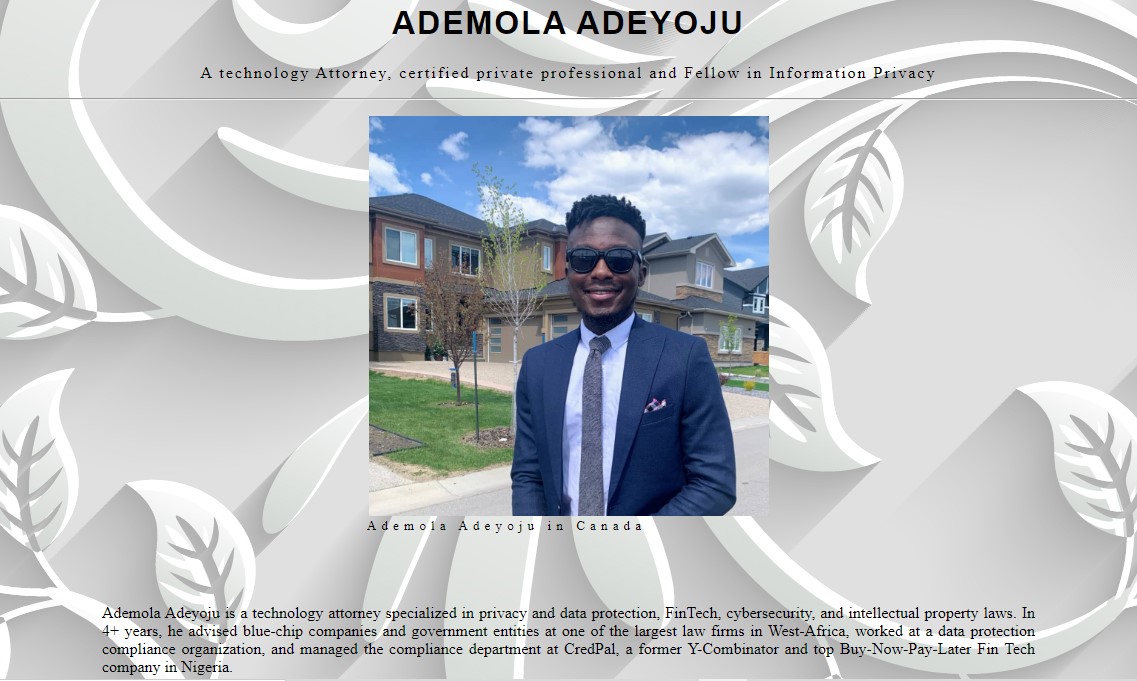 ADEMOLA ADEYOJU
A technology Attorney, certified private professional and Fellow in Information Privacy
Ademola Adeyoju in Canada
Ademola Adeyoju is a technology attorney specialized in privacy and data protection, FinTech, cybersecurity, and intellectual property laws. In
4+ years, he advised blue-chip companies and government entities at one of the largest law firms in West-Africa, worked at a data protection
compliance organization, and managed the compliance department at CredPal, a former Y-Combinator and top Buy-Now-Pay-Later Fin Tech
company in Nigeria.